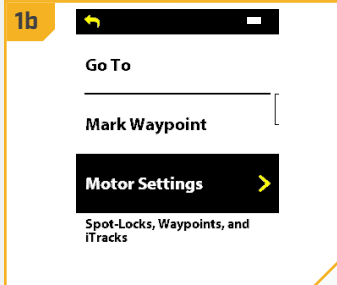 1b
Go To
Mark Waypoint
Motor Settings
Spot-Locks, Waypoints, and
iTracks